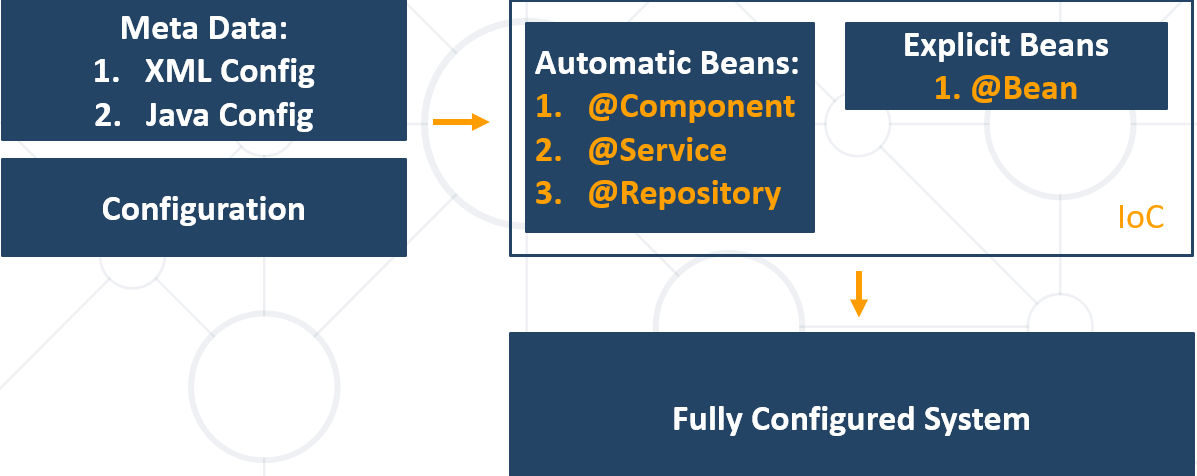 Meta Data:
1. XML Config
2. Java Config
Configuration
Automatic Beans:
1. @Component
2. @Service
3. @Repository
Explicit Beans
1. @Bean
IoC
Fully Configured System